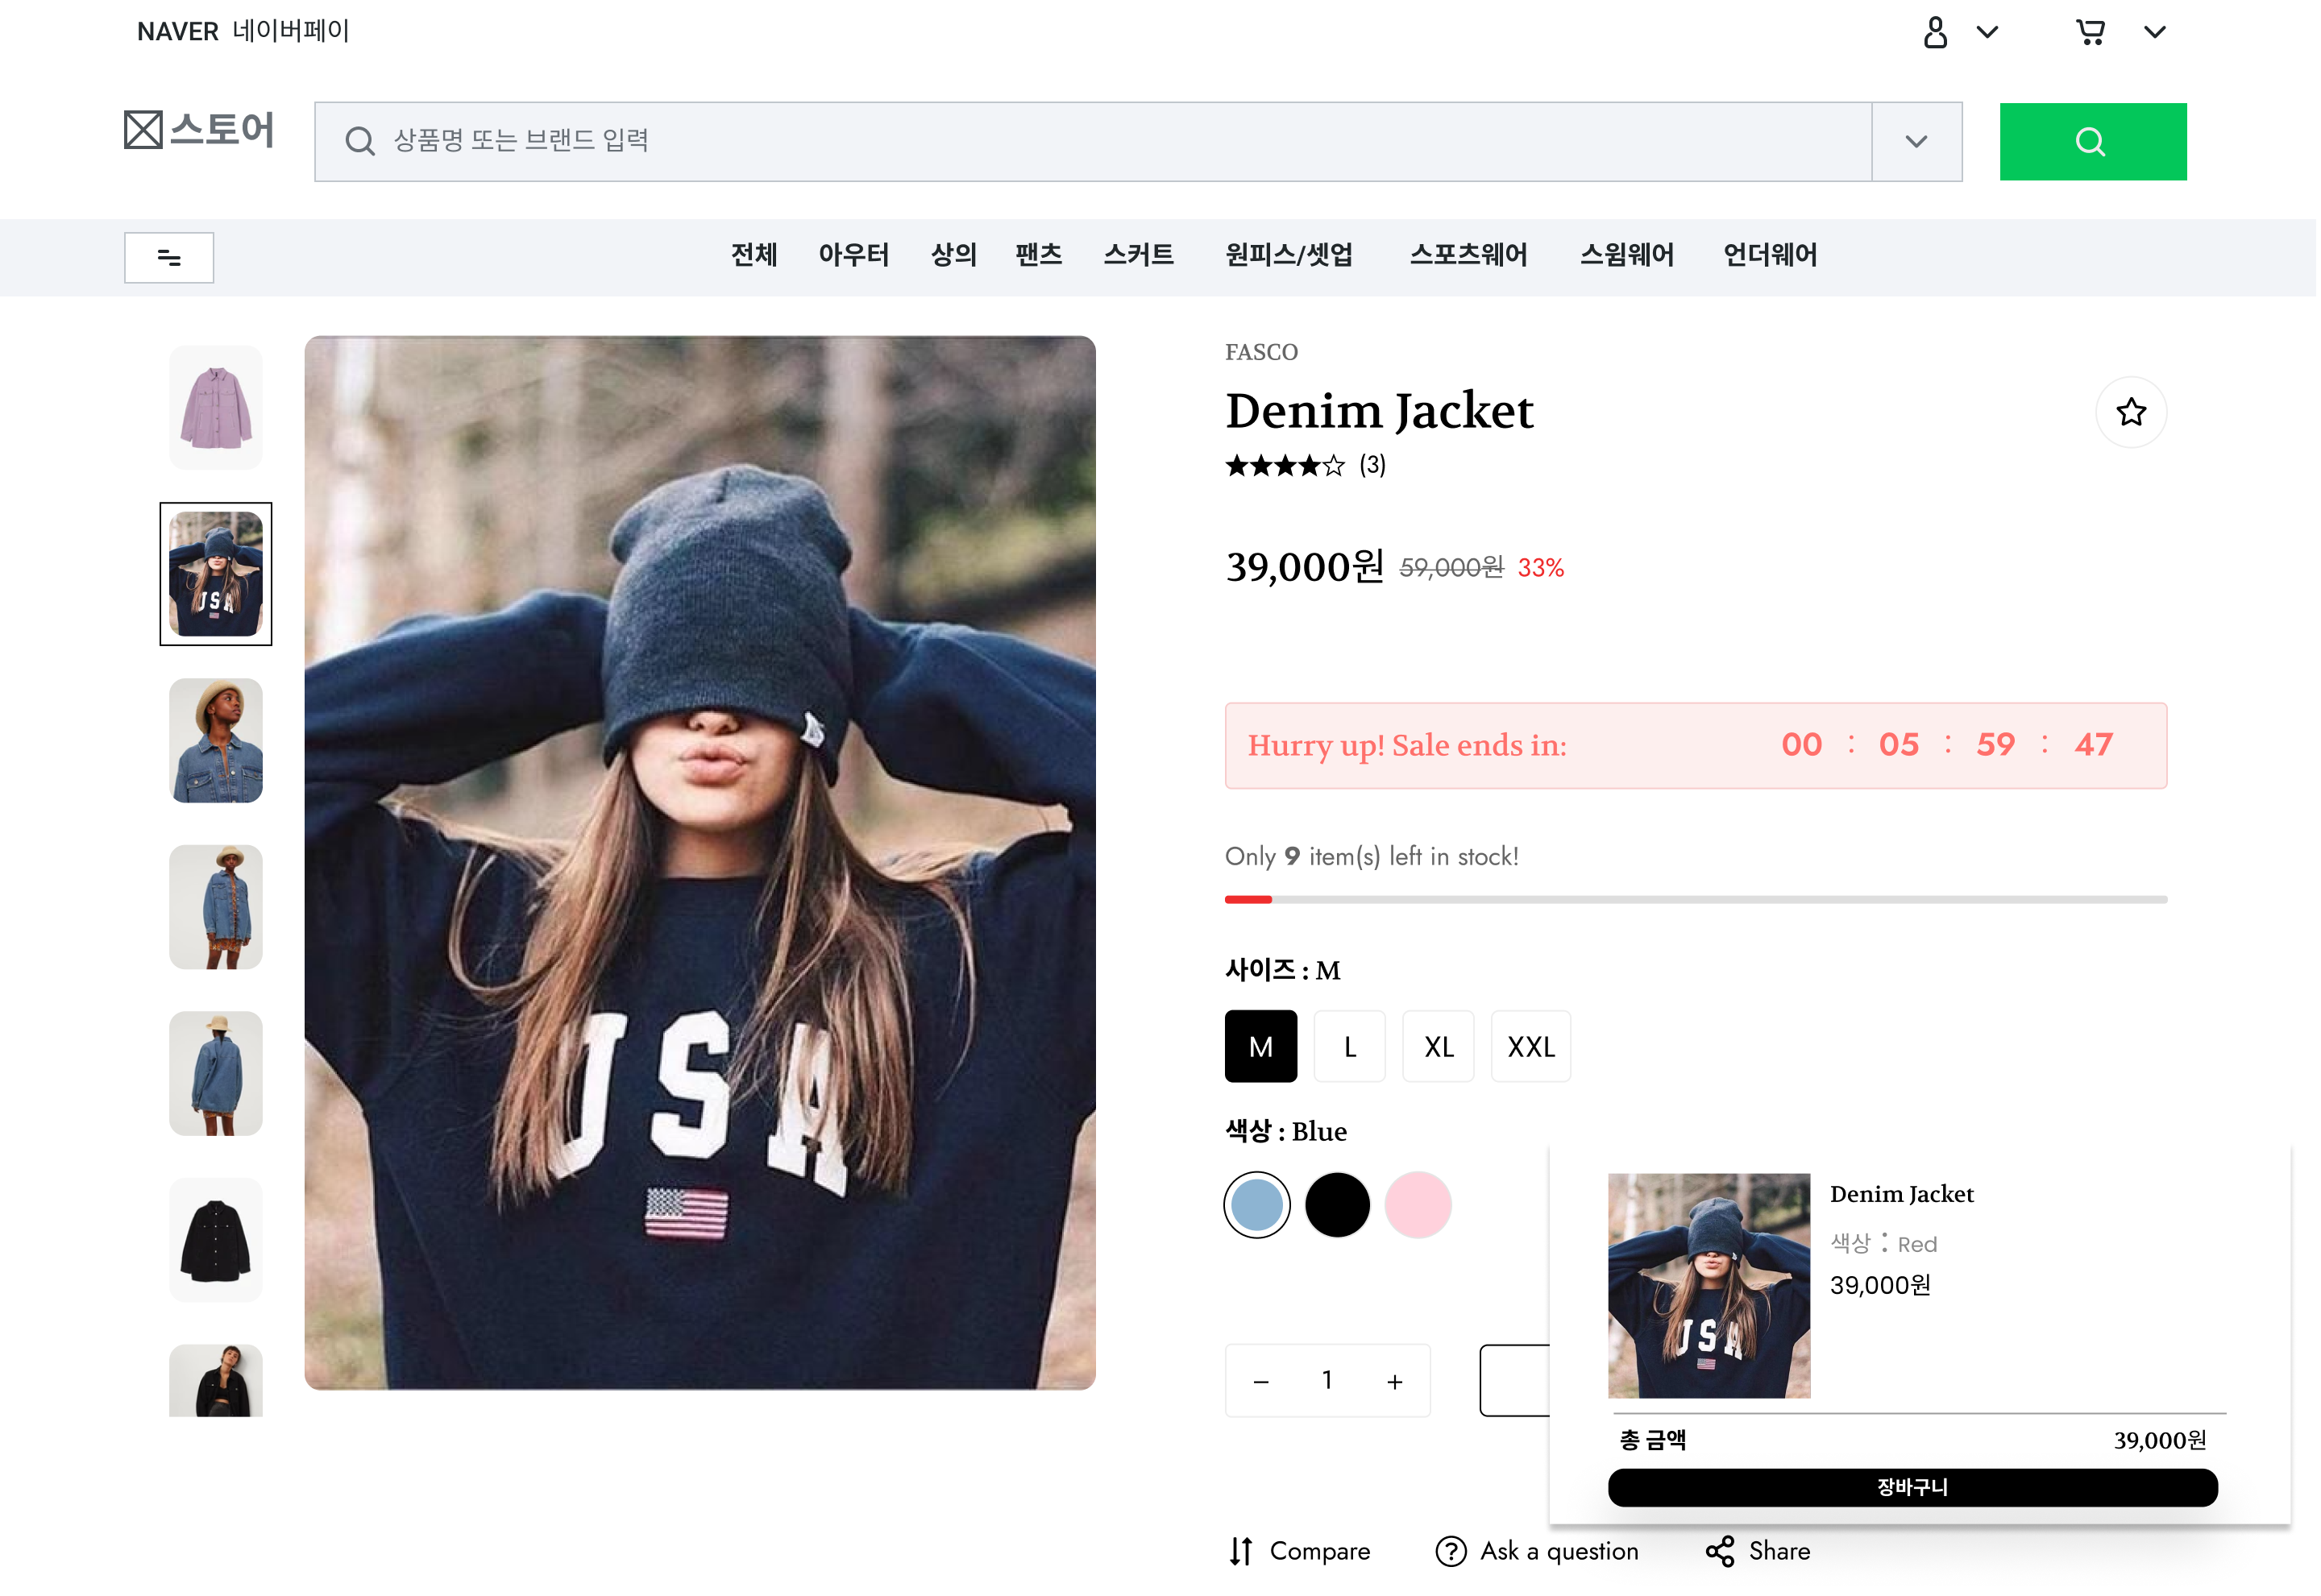 NAVER 네이버페이
스토어
상품명 또는 브랜드 입력
전체 아우터 상의 팬츠 스커트 원피스/셋업 스포츠웨어 스윔웨어 언더웨어
FASCO
Denim Jacket
(3)
39,000원 59,000원 33%
Hurry up! Sale ends in: 00 : 05 : 59 : 47
Only 9 item(s) left in stock!
사이즈 : M
M L XL XXL
색상 : Blue
USA
USA
− 1 +
Denim Jacket
색상 : Red
39,000원
USA
총 금액 39,000원
장바구니
Compare Ask a question Share